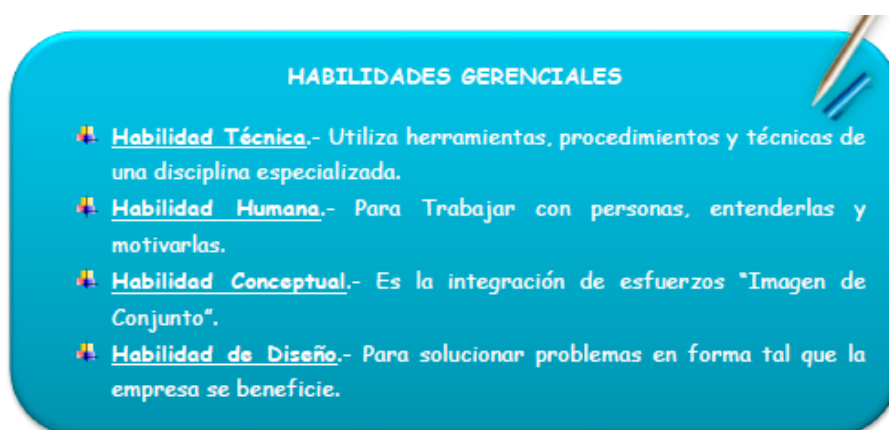 HABILIDADES GERENCIALES
Habilidad Técnica.- Utiliza herramientas, procedimientos y técnicas de
una disciplina especializada.
Habilidad Humana.- Para Trabajar con personas, entenderlas y
motivarlas.
Habilidad Conceptual.- Es la integración de esfuerzos "Imagen de
Conjunto".
Habilidad de Diseño.- Para solucionar problemas en forma tal que la
empresa se beneficie.